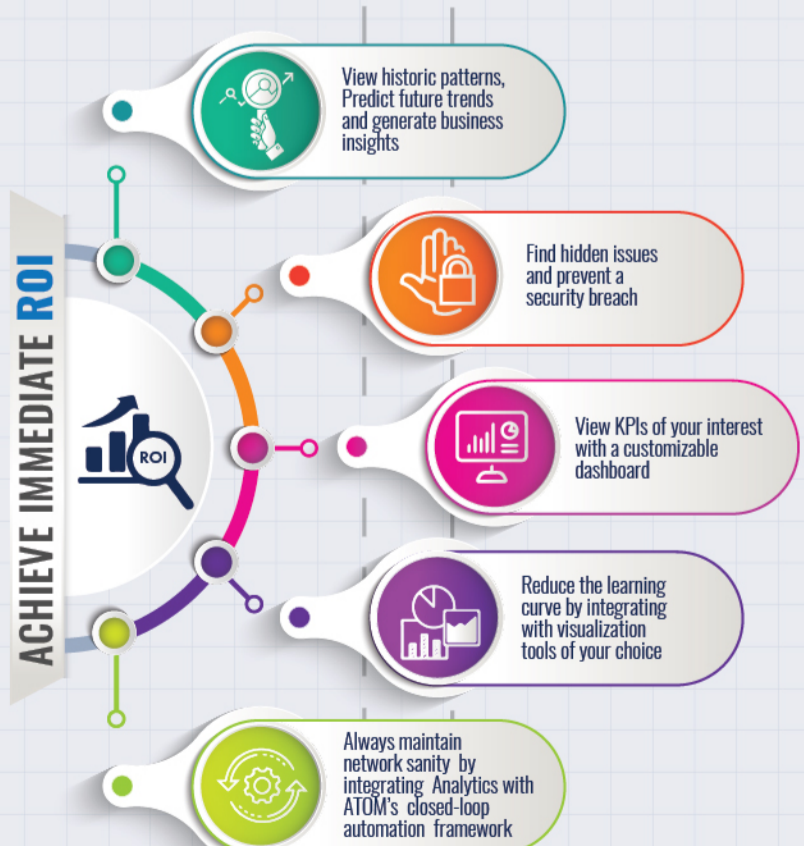 ACHIEVE IMMEDIATE ROI
ROI
View historic patterns,
Predict future trends
and generate business
insights
Find hidden issues
and prevent a
security breach
View KPIs of your interest
with a customizable
dashboard
Reduce the learning
curve by integrating
with visualization
tools of your choice
Always maintain
network sanity by
integrating Analytics with
ATOM's closed-loop
automation framework